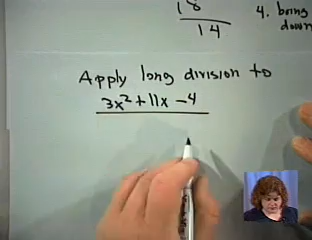 18
14
4. bring
down
Apply long division to
3x² + 11x - 4